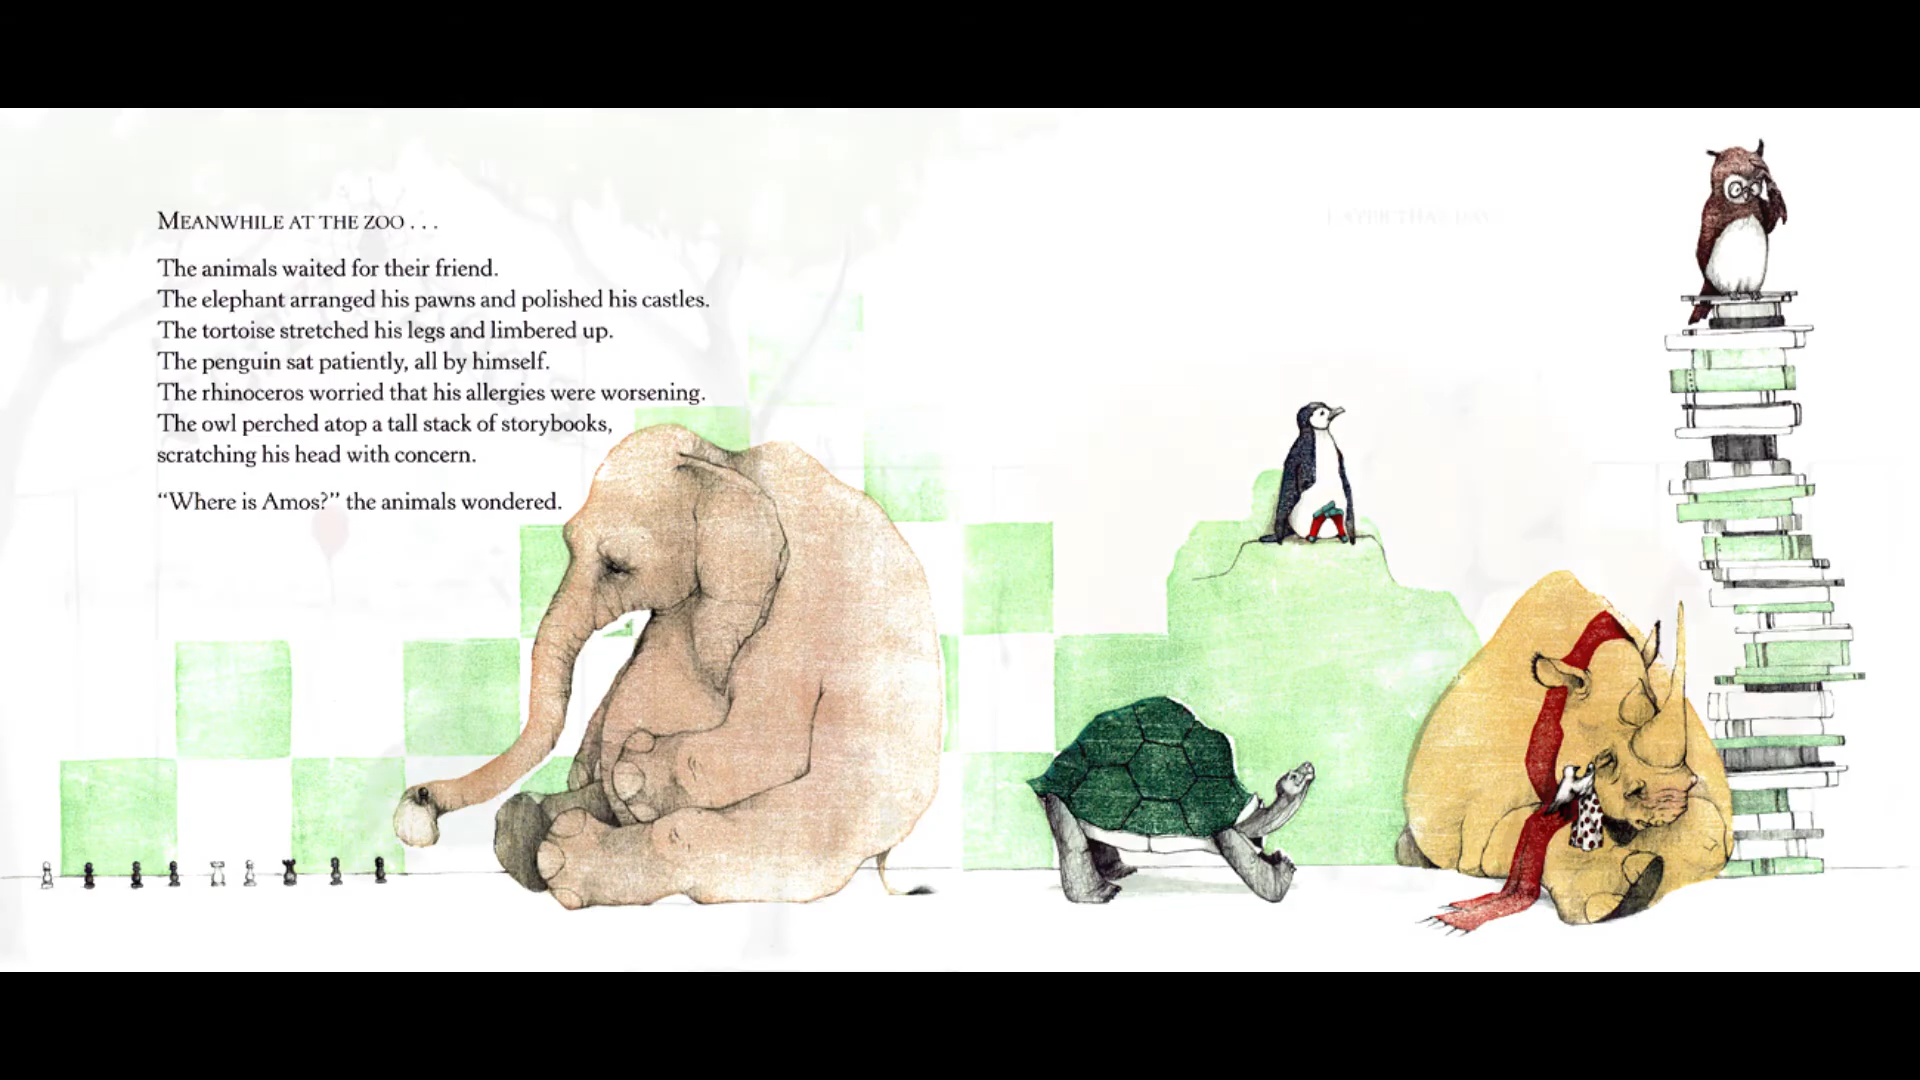 MEANWHILE AT THE ZOO . . .
The animals waited for their friend.
The elephant arranged his pawns and polished his castles.
The tortoise stretched his legs and limbered up.
The penguin sat patiently, all by himself.
The rhinoceros worried that his allergies were worsening.
The owl perched atop a tall stack of storybooks,
scratching his head with concern.
“Where is Amos?” the animals wondered.
LATER THAT DAY